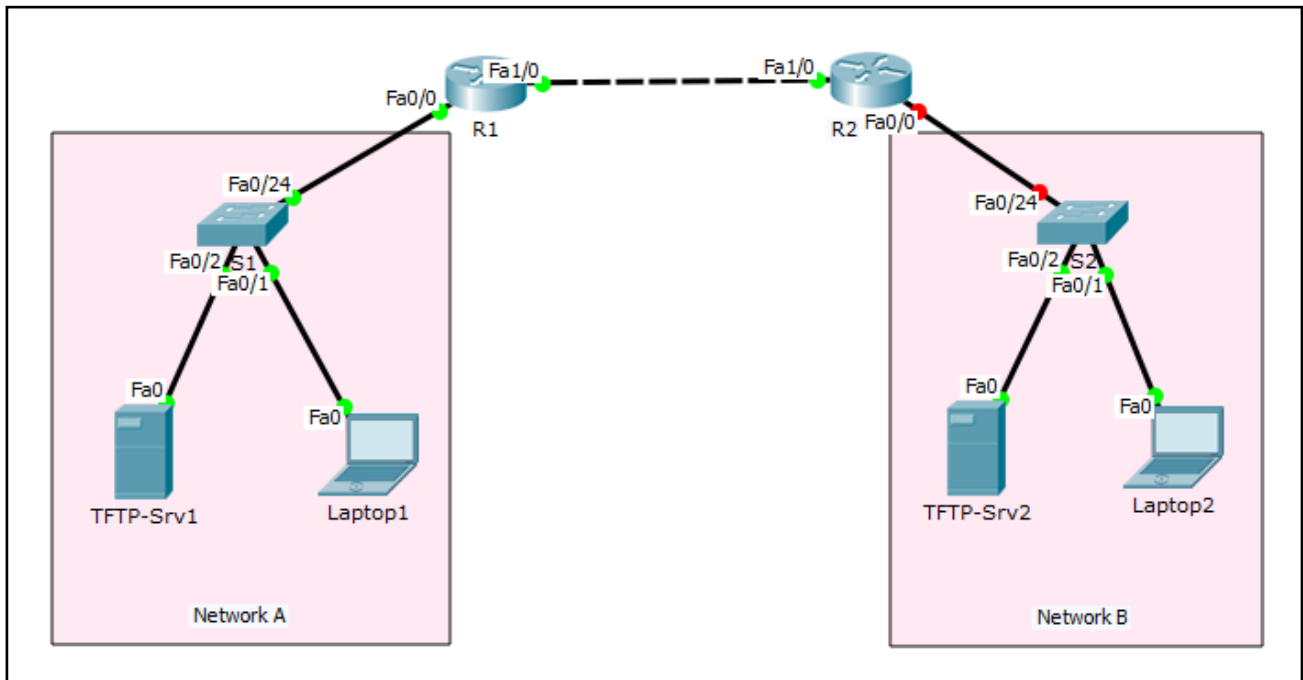 Fa1/0
Fa1/0
Fa0/0
R1
R2
Fa0/0
Fa0/24
Fa0/24
Fa0/2
S1
Fa0/1
Fa0/2
S2
Fa0/1
Fa0
Fa0
Fa0
Fa0
TFTP-Srv1
Laptop1
TFTP-Srv2
Laptop2
Network A
Network B